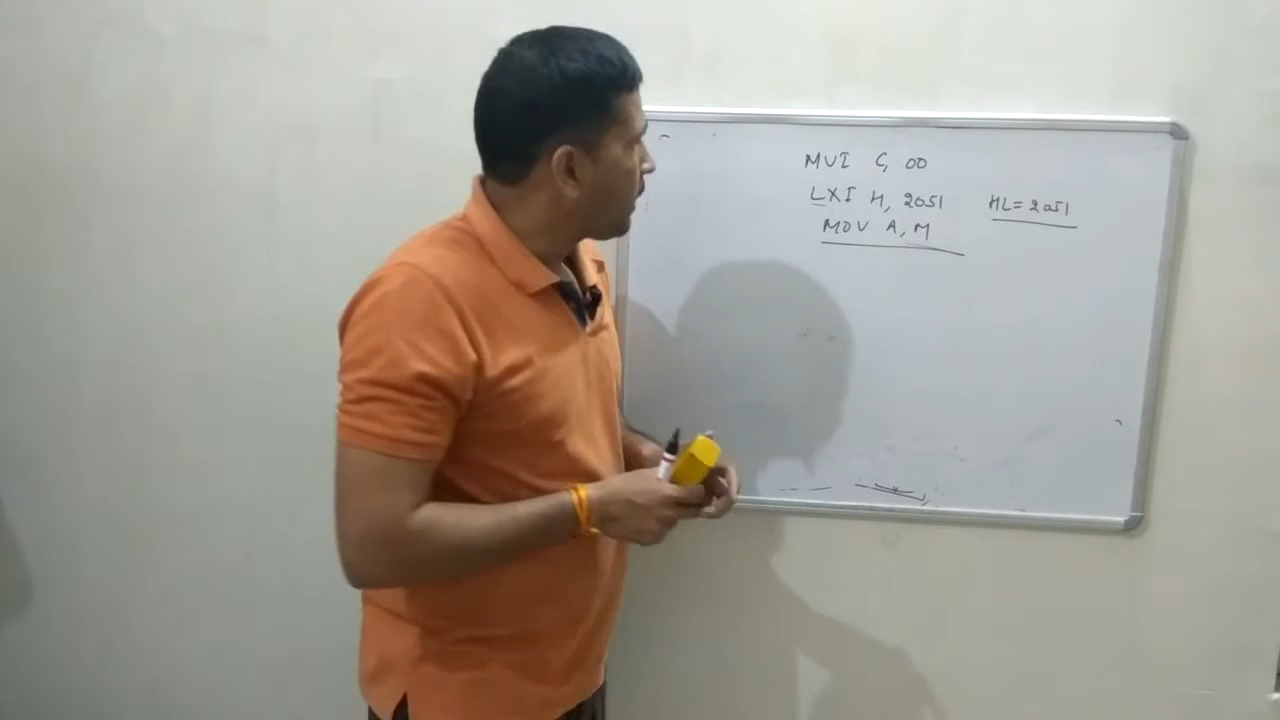 MVI C, 00
LXI H, 2051 HL = 2051
MOV A, M